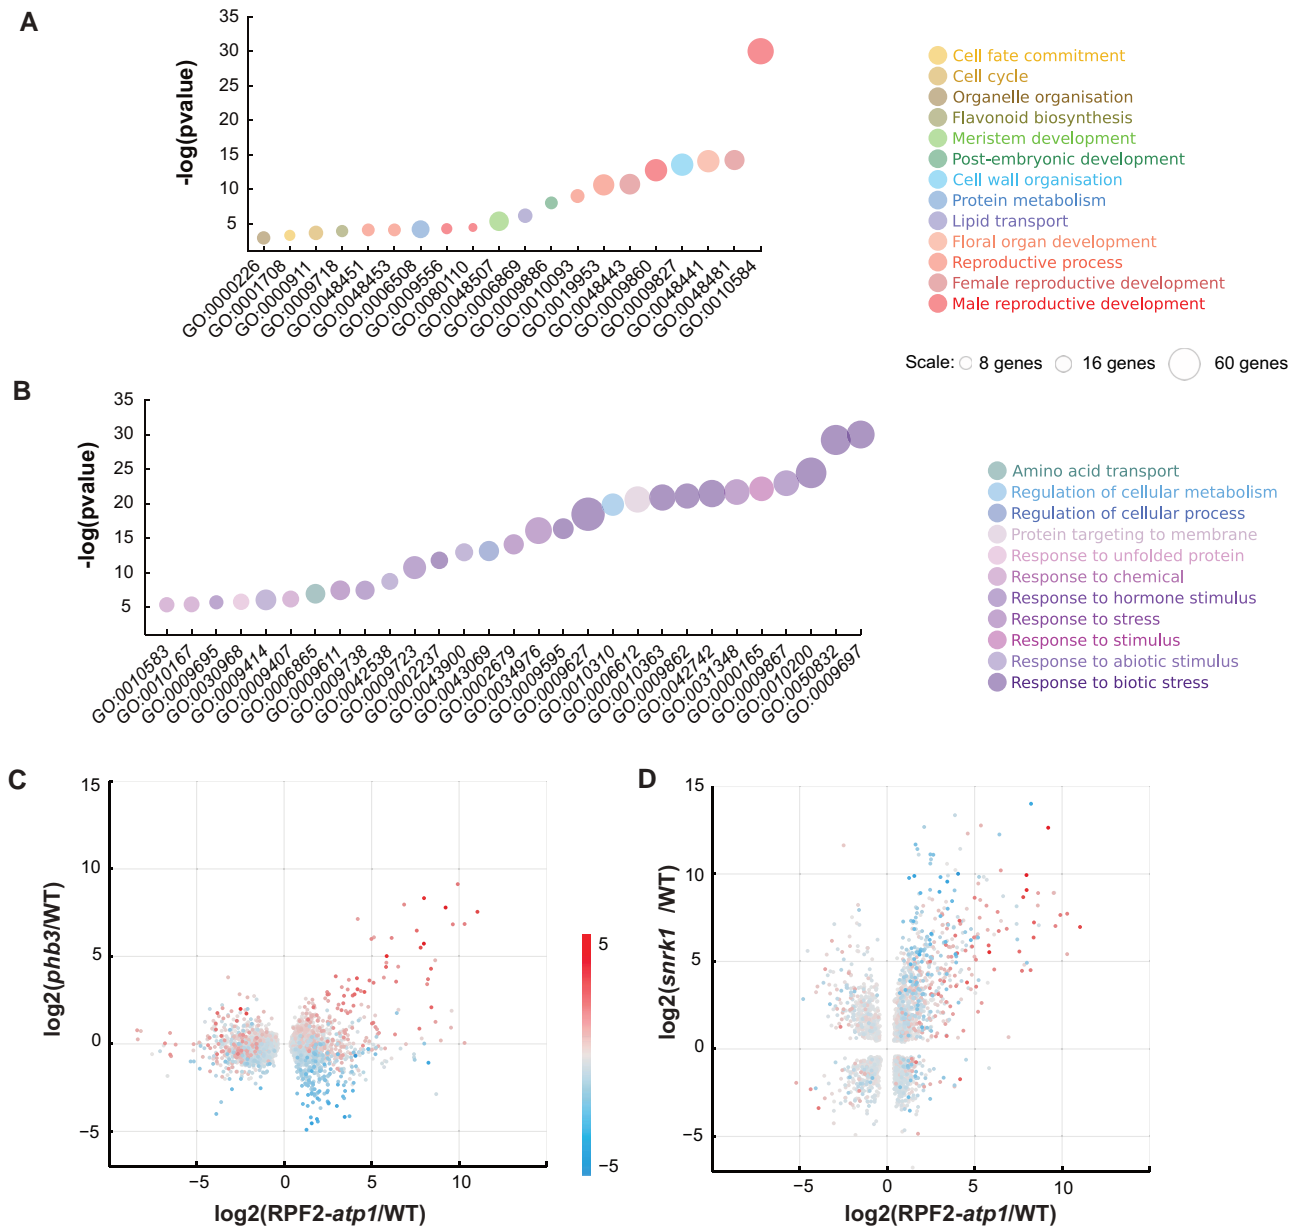 A
-log(pvalue)
35
30
25
20
15
10
5
GO:0000226
GO:0001708
GO:0000911
GO:0009718
GO:0048451
GO:0048453
GO:0006508
GO:0009556
GO:0080110
GO:0048507
GO:0006869
GO:0009886
GO:0010093
GO:0019953
GO:0048443
GO:0009860
GO:0009827
GO:0048441
GO:0048481
GO:0010584
Cell fate commitment
Cell cycle
Organelle organisation
Flavonoid biosynthesis
Meristem development
Post-embryonic development
Cell wall organisation
Protein metabolism
Lipid transport
Floral organ development
Reproductive process
Female reproductive development
Male reproductive development
Scale: 8 genes 16 genes 60 genes
B
-log(pvalue)
35
30
25
20
15
10
5
GO:0010583
GO:0010167
GO:0009695
GO:0030968
GO:0009414
GO:0009407
GO:0006865
GO:0009611
GO:0009738
GO:0042538
GO:0009723
GO:0002237
GO:0043900
GO:0043069
GO:0002679
GO:0034976
GO:0009595
GO:0009627
GO:0010310
GO:0006612
GO:0010363
GO:0009862
GO:0042742
GO:0031348
GO:0000165
GO:0009867
GO:0010200
GO:0050832
GO:0009697
Amino acid transport
Regulation of cellular metabolism
Regulation of cellular process
Protein targeting to membrane
Response to unfolded protein
Response to chemical
Response to hormone stimulus
Response to stress
Response to stimulus
Response to abiotic stimulus
Response to biotic stress
C
log2(phb3/WT)
15
10
5
0
−5
−5 0 5 10
log2(RPF2-atp1/WT)
5
−5
D
log2(snrk1 /WT)
15
10
5
0
−5
−5 0 5 10
log2(RPF2-atp1/WT)